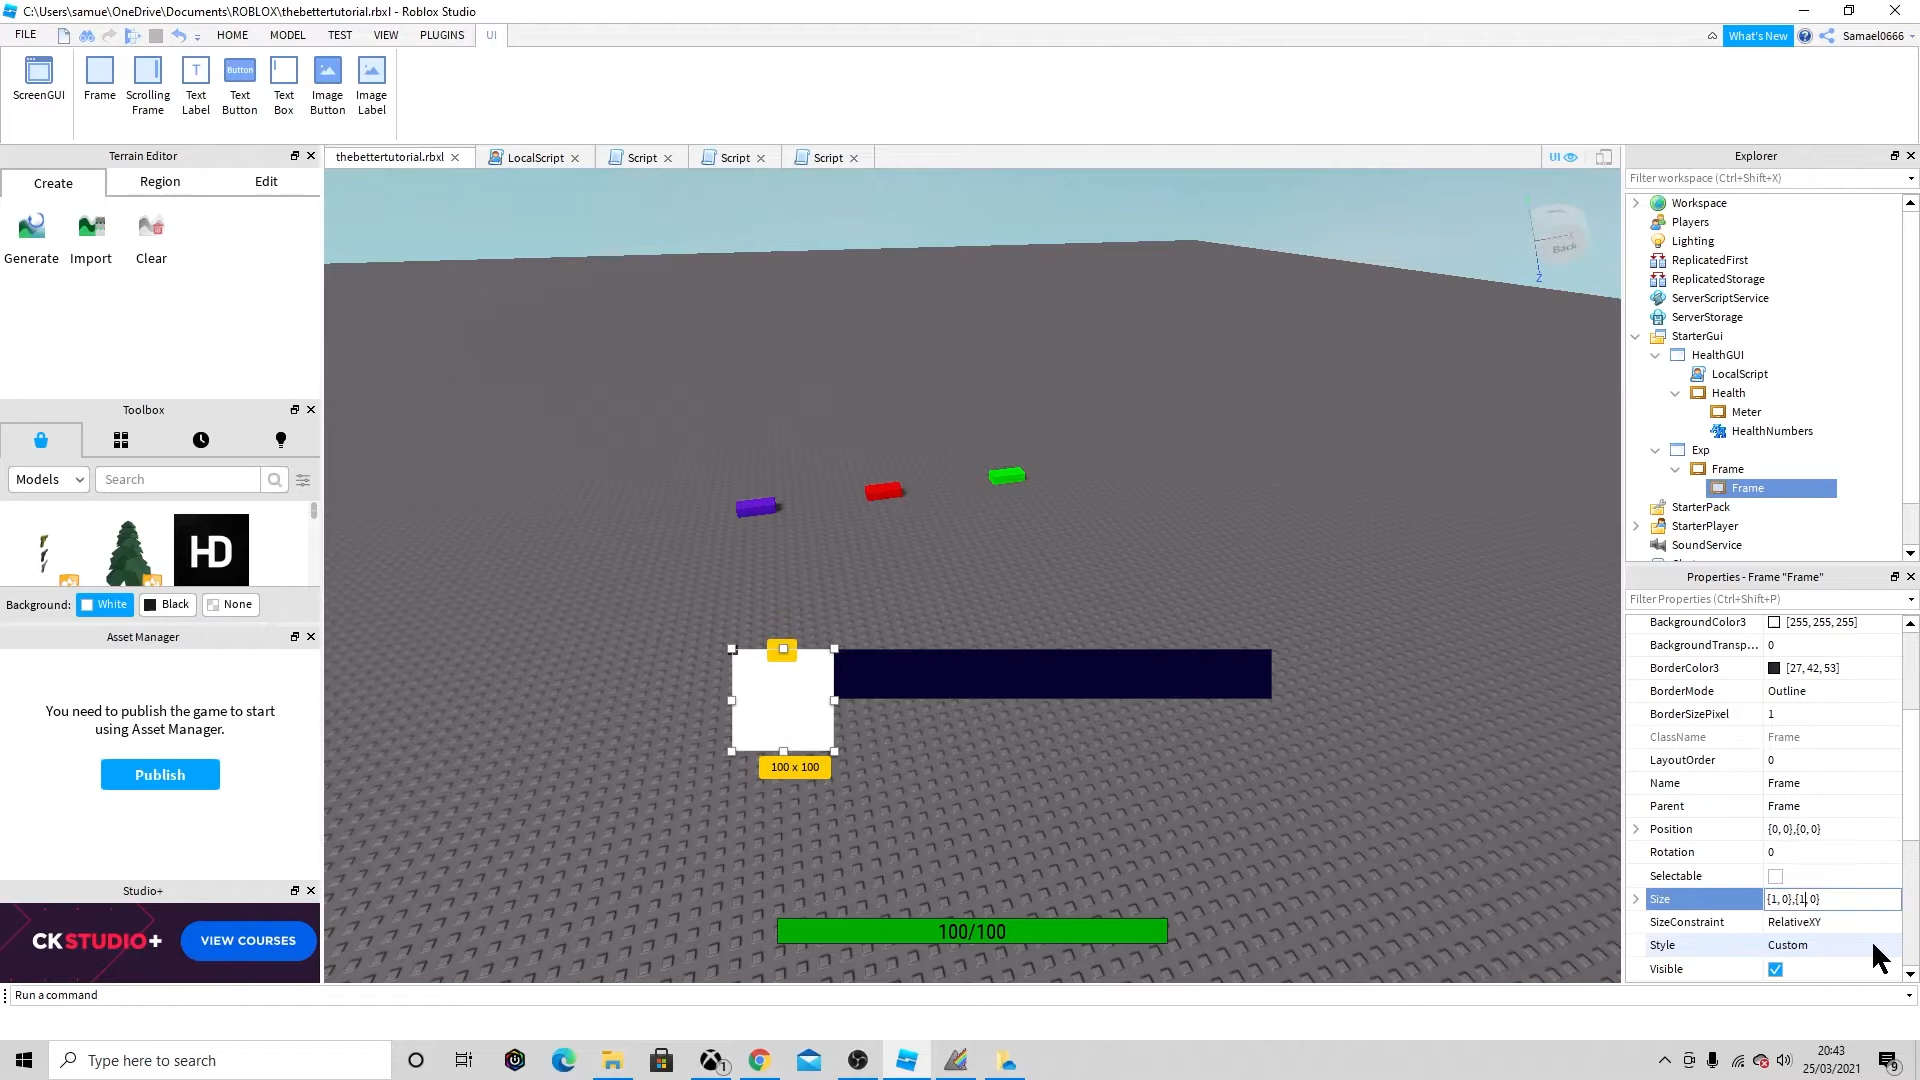 C:\Users\samue\OneDrive\Documents\ROBLOX\thebettertutorial.rbxl - Roblox Studio
FILE
HOME
MODEL
TEST
VIEW
PLUGINS
UI
What's New
Samael0666
ScreenGUI
Frame
Scrolling
Frame
Text
Label
Button
Text
Button
Text
Box
Image
Button
Image
Label
Terrain Editor
Create
Region
Edit
Generate
Import
Clear
Toolbox
Models
Search
HD
Background:
White
Black
None
Asset Manager
You need to publish the game to start
using Asset Manager.
Publish
Studio+
CKSTUDIO+
VIEW COURSES
thebettertutorial.rbxl
LocalScript
Script
Script
Script
UI
Back
Z
100 x 100
100/100
Explorer
Filter workspace (Ctrl+Shift+X)
Workspace
Players
Lighting
ReplicatedFirst
ReplicatedStorage
ServerScriptService
ServerStorage
StarterGui
HealthGUI
LocalScript
Health
Meter
HealthNumbers
Exp
Frame
Frame
StarterPack
StarterPlayer
SoundService
Properties - Frame "Frame"
Filter Properties (Ctrl+Shift+P)
BackgroundColor3 [255, 255, 255]
BackgroundTransp... 0
BorderColor3 [27, 42, 53]
BorderMode Outline
BorderSizePixel 1
ClassName Frame
LayoutOrder 0
Name Frame
Parent Frame
Position {0, 0},{0, 0}
Rotation 0
Selectable
Size {1, 0},{1, 0}
SizeConstraint RelativeXY
Style Custom
Visible
Run a command
Type here to search
1
20:43
25/03/2021
9